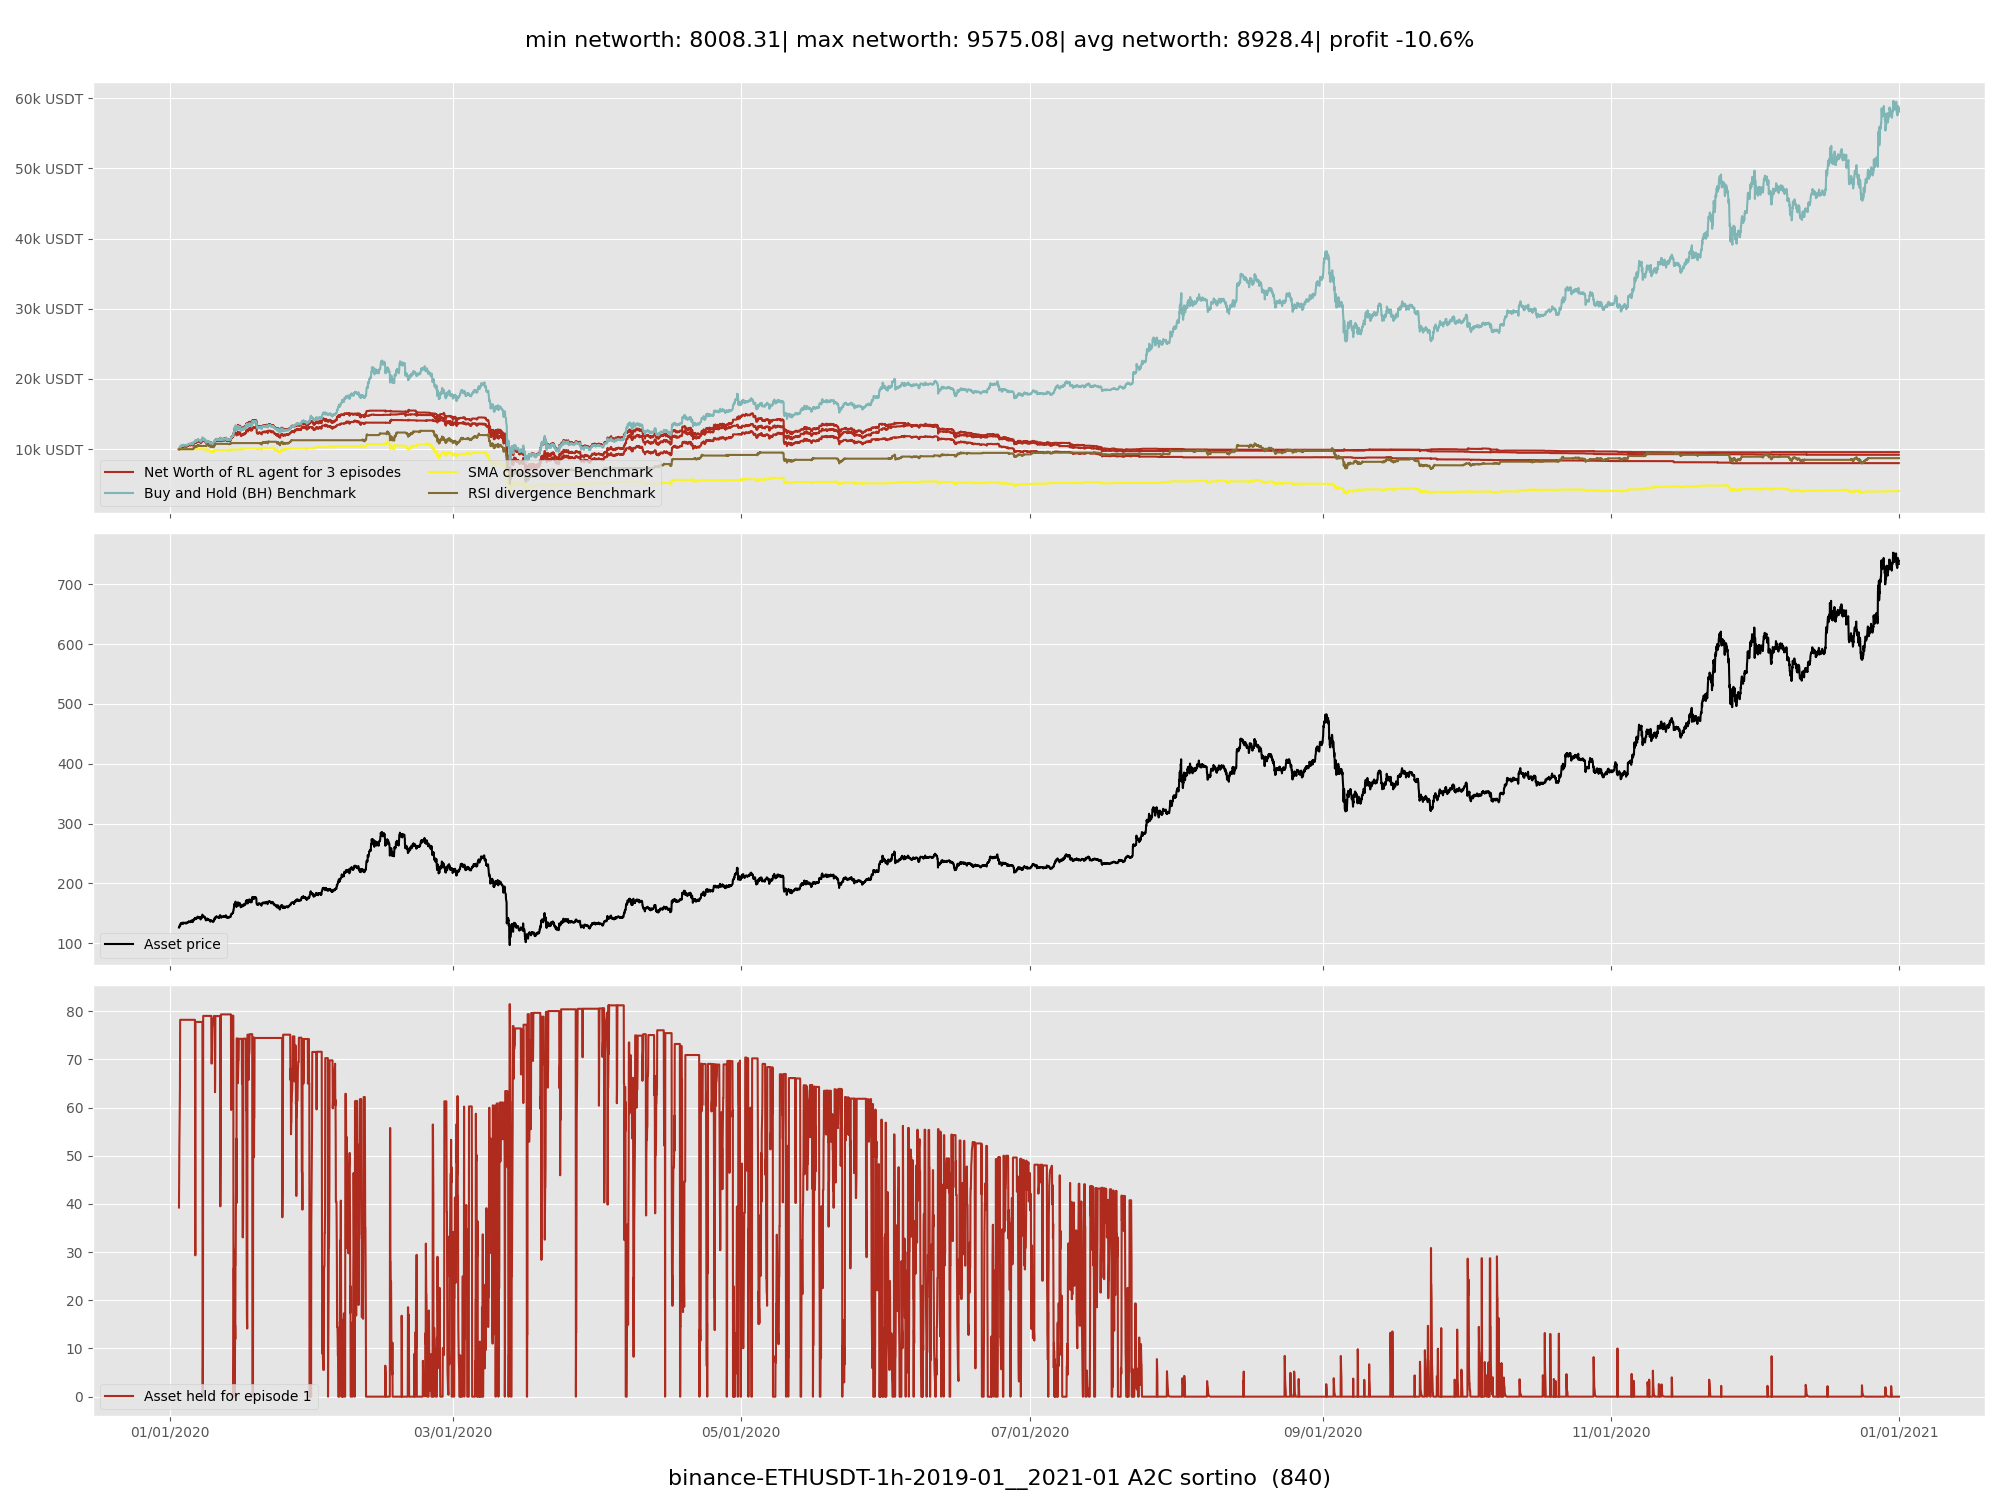 min networth: 8008.31| max networth: 9575.08| avg networth: 8928.4| profit -10.6%
60k USDT
50k USDT
40k USDT
30k USDT
20k USDT
10k USDT
Net Worth of RL agent for 3 episodes
Buy and Hold (BH) Benchmark
SMA crossover Benchmark
RSI divergence Benchmark
700
600
500
400
300
200
100
Asset price
80
70
60
50
40
30
20
10
0
Asset held for episode 1
01/01/2020 03/01/2020 05/01/2020 07/01/2020 09/01/2020 11/01/2020 01/01/2021
binance-ETHUSDT-1h-2019-01__2021-01 A2C sortino (840)